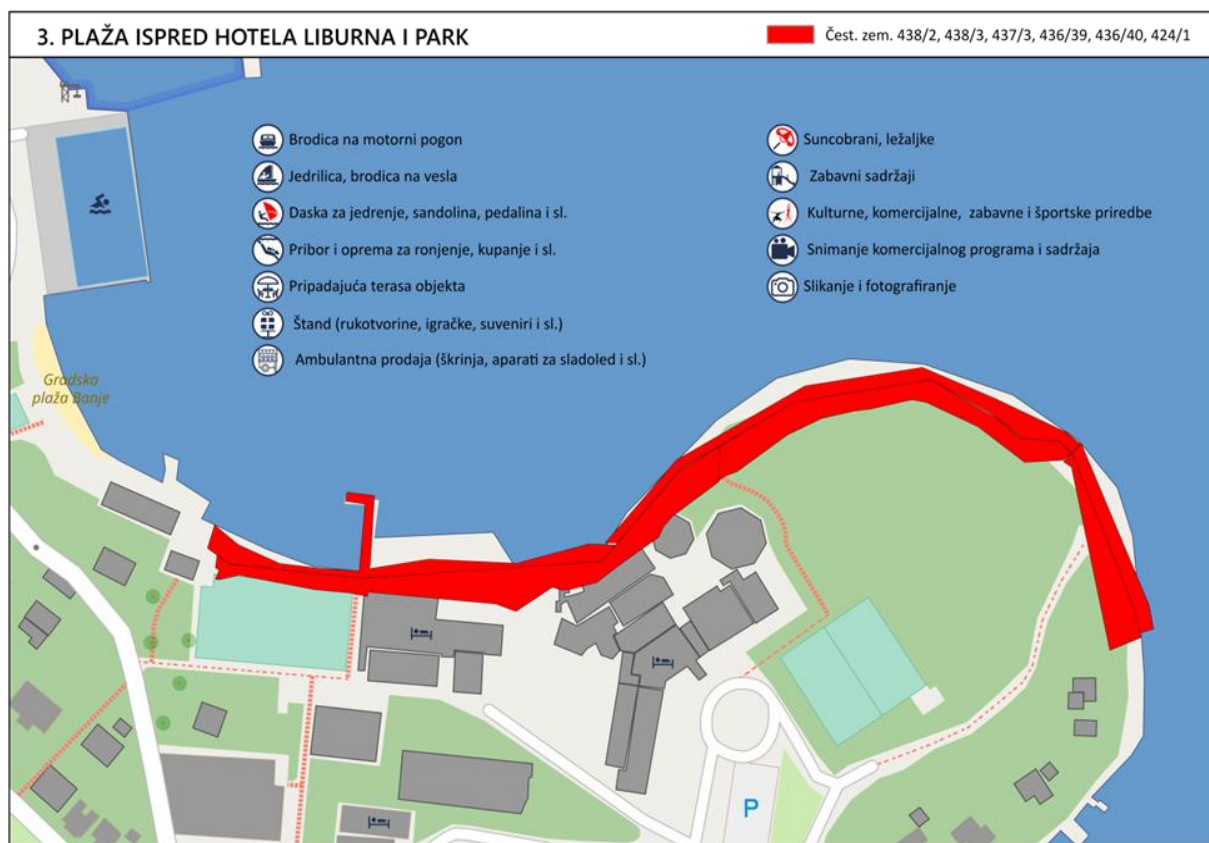 3. PLAŽA ISPRED HOTELA LIBURNA I PARK
Čest. zem. 438/2, 438/3, 437/3, 436/39, 436/40, 424/1
Brodica na motorni pogon
Jedrilica, brodica na vesla
Daska za jedrenje, sandolina, pedalina i sl.
Pribor i oprema za ronjenje, kupanje i sl.
Pripadajuća terasa objekta
Štand (rukotvorine, igračke, suveniri i sl.)
Ambulantna prodaja (škrinja, aparati za sladoled i sl.)
Suncobrani, ležaljke
Zabavni sadržaji
Kulturne, komercijalne, zabavne i športske priredbe
Snimanje komercijalnog programa i sadržaja
Slikanje i fotografiranje
Gradska
plaža Banje
P